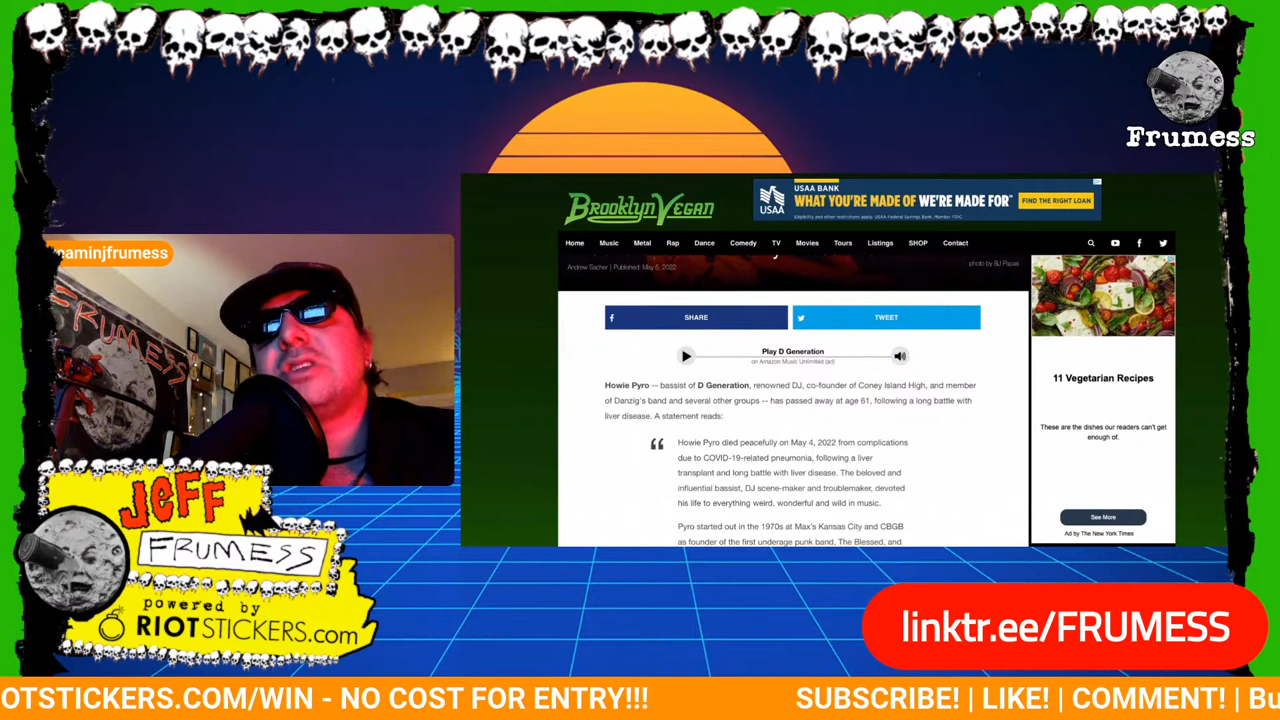 Frumess
BROOKLYNVEGAN
USAA BANK
WHAT YOU'RE MADE OF WE'RE MADE FOR™
FIND THE RIGHT LOAN
USAA
Home Music Metal Rap Dance Comedy TV Movies Tours Listings SHOP Contact
Andrew Sacher | Published: May 5, 2022
photo by BJ Papas
eaminjfrumess
FRUMESS
SHARE
TWEET
Play D Generation
on Amazon Music Unlimited (ad)
Howie Pyro -- bassist of D Generation, renowned DJ, co-founder of Coney Island High, and member
of Danzig's band and several other groups -- has passed away at age 61, following a long battle with
liver disease. A statement reads:
Howie Pyro died peacefully on May 4, 2022 from complications
due to COVID-19-related pneumonia, following a liver
transplant and long battle with liver disease. The beloved and
influential bassist, DJ scene-maker and troublemaker, devoted
his life to everything weird, wonderful and wild in music.
Pyro started out in the 1970s at Max's Kansas City and CBGB
as founder of the first underage punk band, The Blessed, and
11 Vegetarian Recipes
These are the dishes our readers can't get
enough of.
See More
Ad by The New York Times
JEFF
FRUMESS
powered by
RIOTSTICKERS.com
linktr.ee/FRUMESS
OTSTICKERS.COM/WIN - NO COST FOR ENTRY!!! SUBSCRIBE! | LIKE! | COMMENT! | Bu